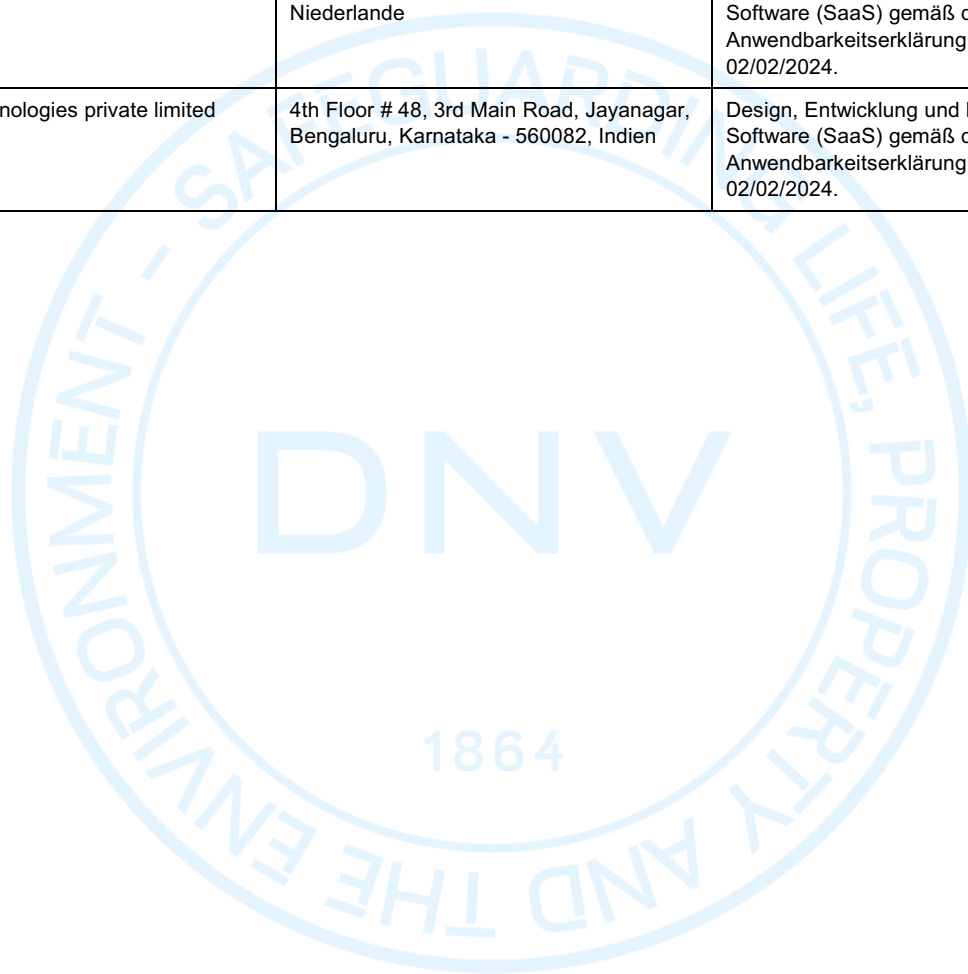 Niederlande
Software (SaaS) gemäß
Anwendbarkeitserklärung
02/02/2024.
nologies private limited
4th Floor # 48, 3rd Main Road, Jayanagar,
Bengaluru, Karnataka - 560082, Indien
Design, Entwicklung und
Software (SaaS) gemäß
Anwendbarkeitserklärung
02/02/2024.
SAFEGUARDING LIFE, PROPERTY AND THE ENVIRONMENT -
DNV
1864